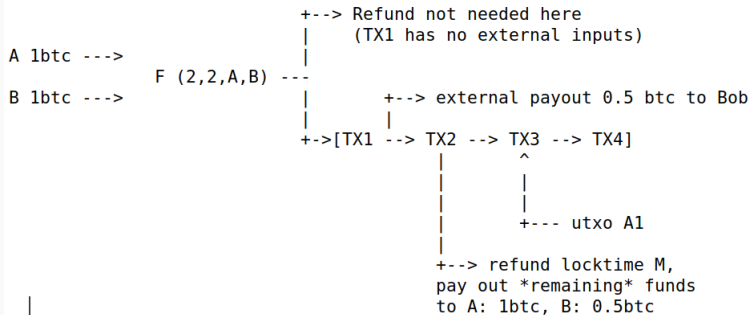 +--> Refund not needed here
| (TX1 has no external inputs)
A 1btc ---> |
F (2,2,A,B) ---
B 1btc ---> | +--> external payout 0.5 btc to Bob
| |
+->[TX1 --> TX2 --> TX3 --> TX4]
| ^
| |
| |
| +--- utxo A1
|
+--> refund locktime M,
pay out *remaining* funds
| to A: 1btc, B: 0.5btc